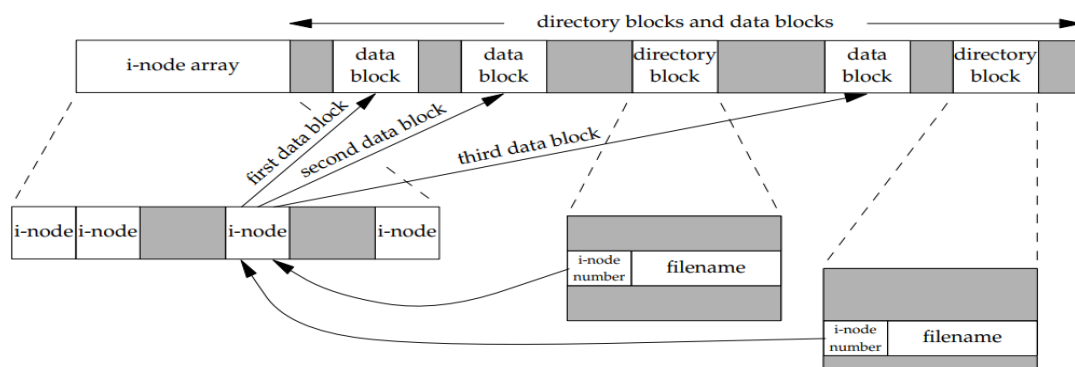 directory blocks and data blocks
i-node array
data
block
data
block
directory
block
data
block
directory
block
first data block
second data block
third data block
i-node
i-node
i-node
i-node
i-node
number
filename
i-node
number
filename